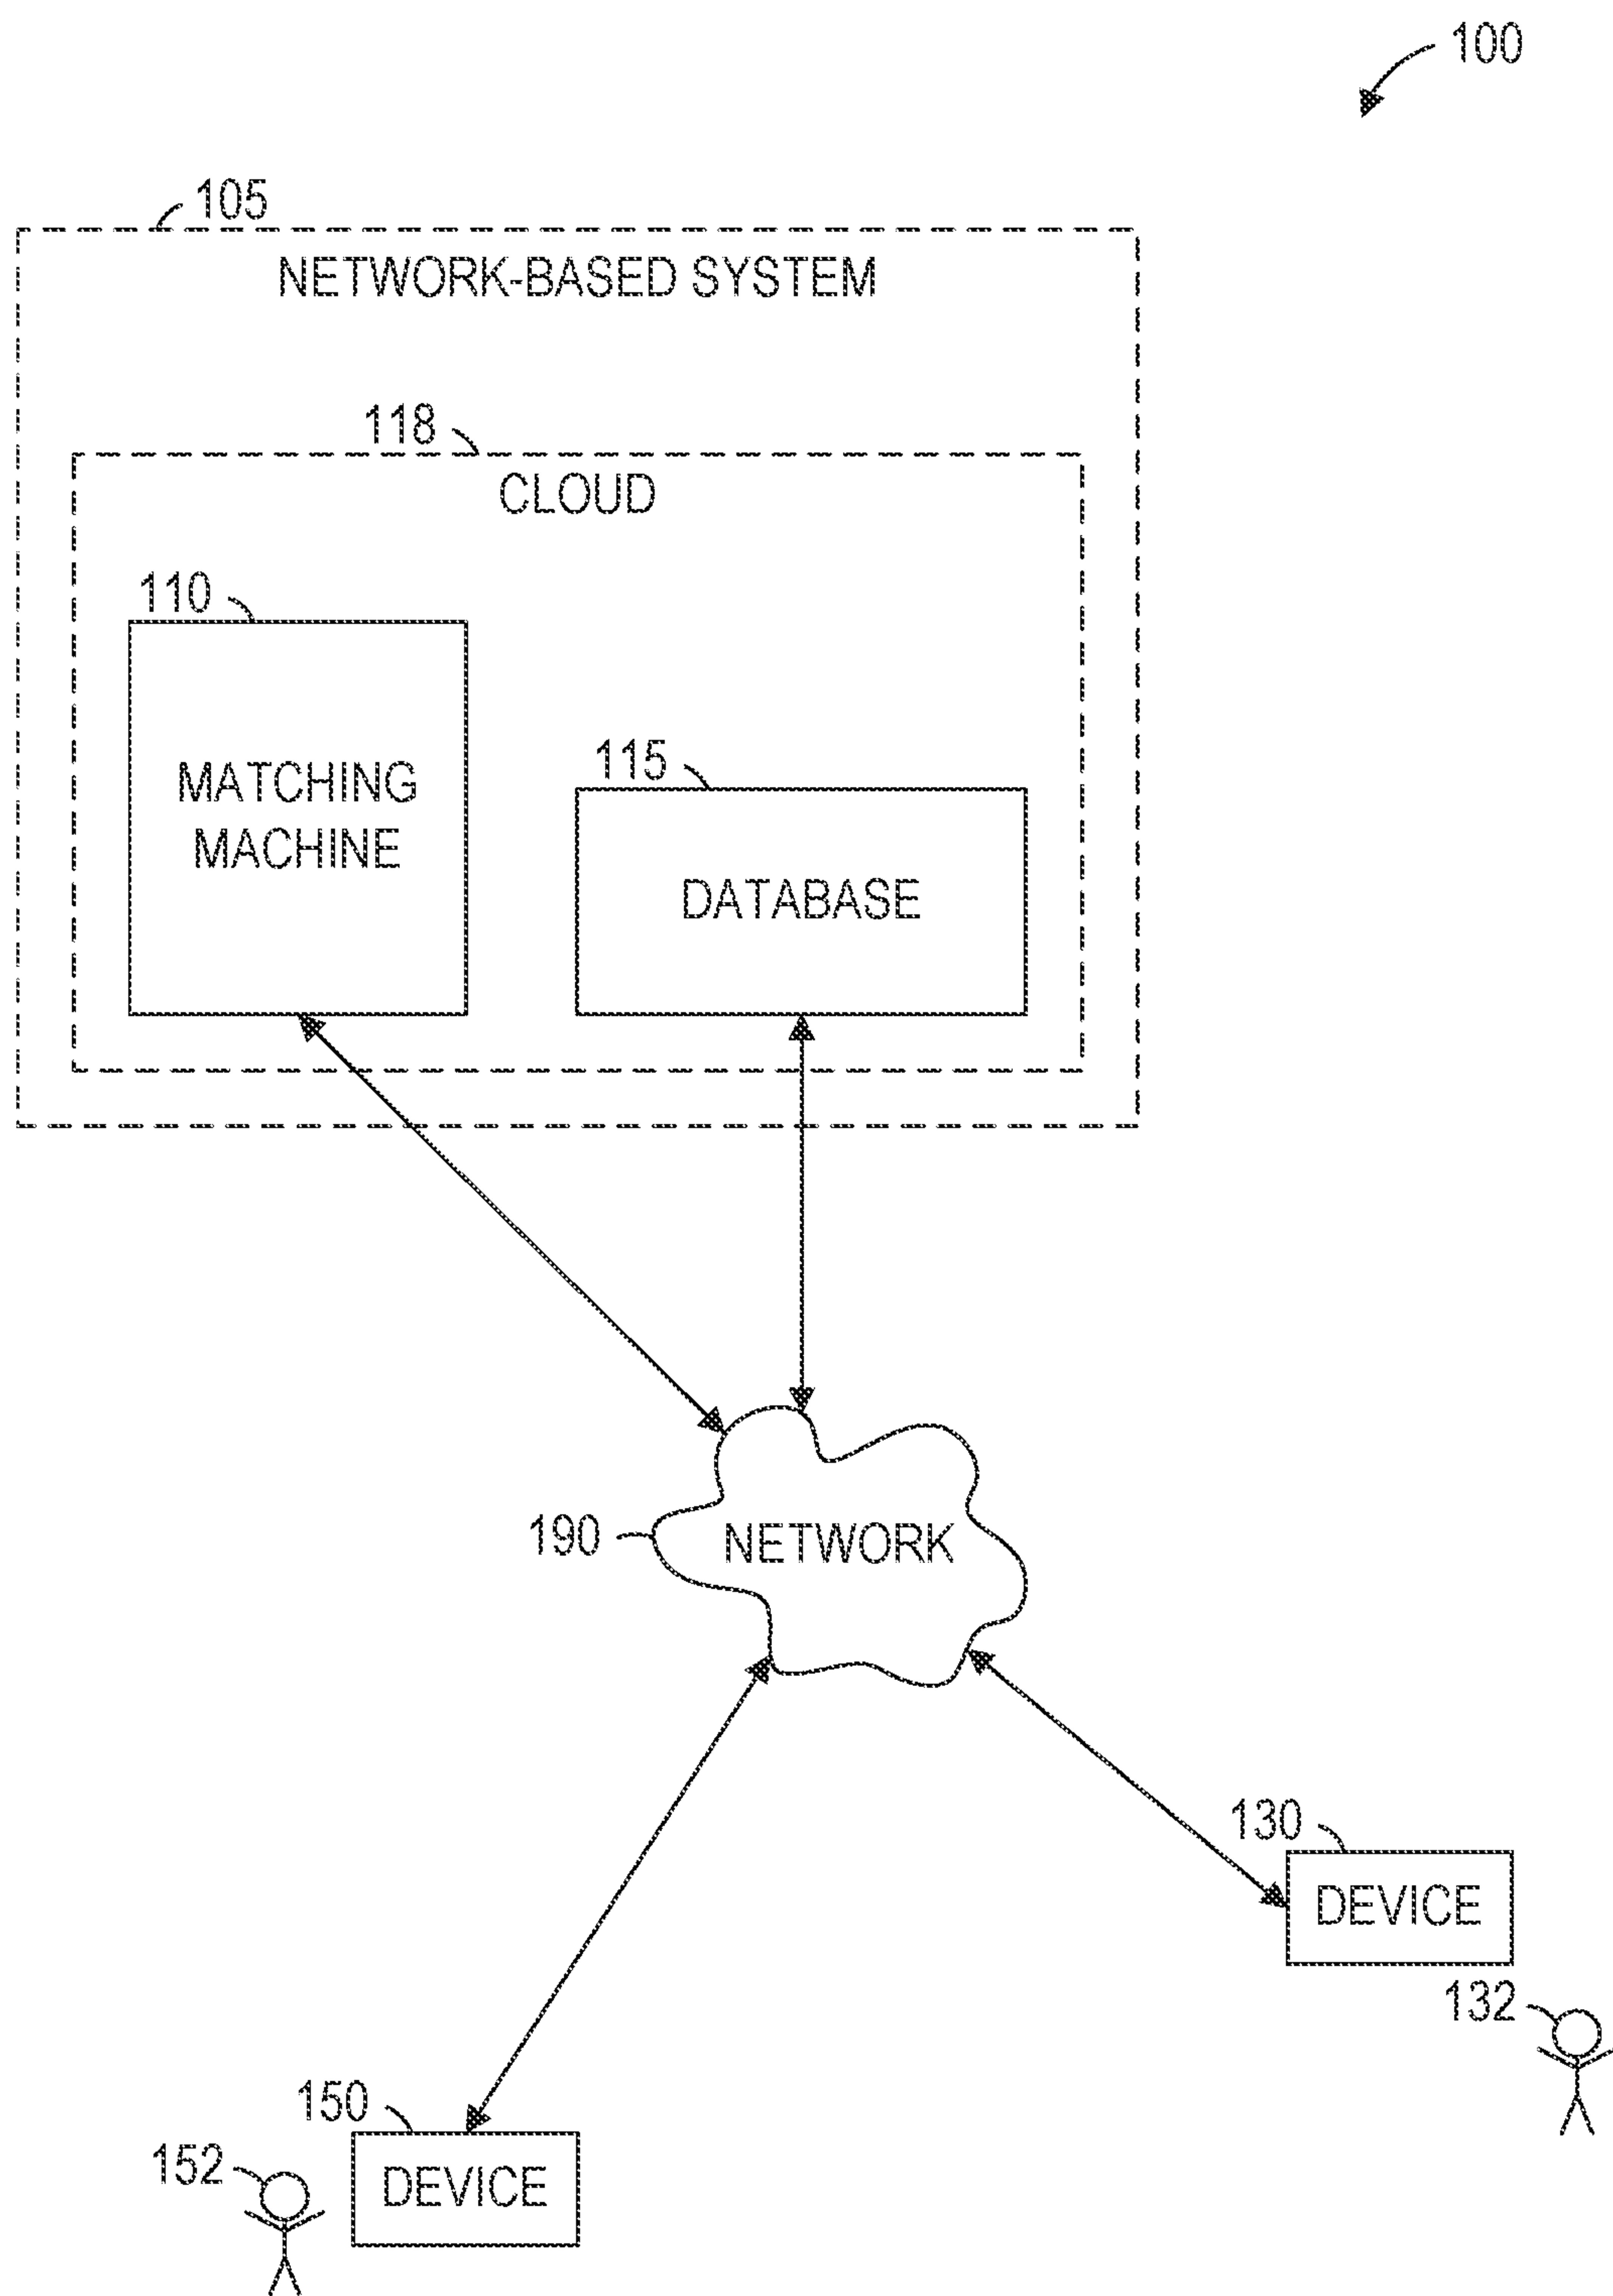 100
105
NETWORK-BASED SYSTEM
118
CLOUD
110
MATCHING
MACHINE
115
DATABASE
190
NETWORK
130
DEVICE
132
150
DEVICE
152